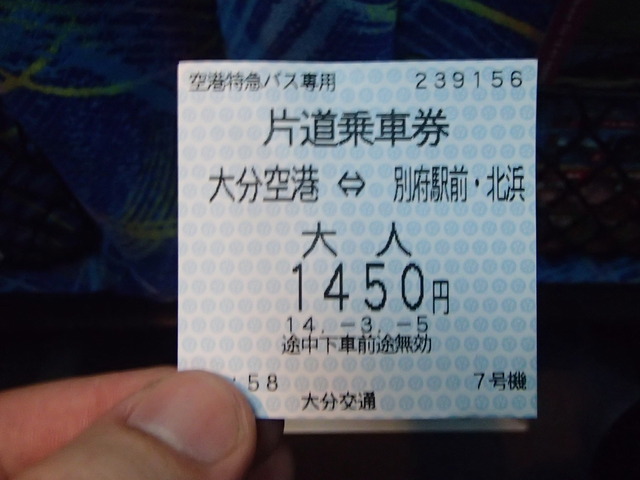 空港特急バス専用 239156
片道乗車券
大分空港 ⇔ 別府駅前・北浜
大人
1450円
14.-3.-5
途中下車前途無効
:58 7号機
大分交通